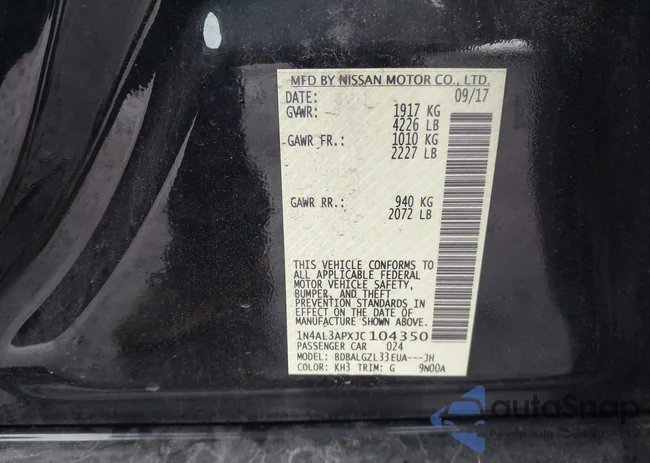 MFD BY NISSAN MOTOR CO., LTD.
DATE: 09/17
GVWR: 1917 KG
4226 LB
GAWR FR.: 1010 KG
2227 LB
GAWR RR.: 940 KG
2072 LB
THIS VEHICLE CONFORMS TO
ALL APPLICABLE FEDERAL
MOTOR VEHICLE SAFETY,
BUMPER, AND THEFT
PREVENTION STANDARDS IN
EFFECT ON THE DATE OF
MANUFACTURE SHOWN ABOVE.
1N4AL3APXJC104350
PASSENGER CAR 024
MODEL: BDBALGZL33EUA---JH
COLOR: KH3 TRIM: G 9N00A
autoSnap